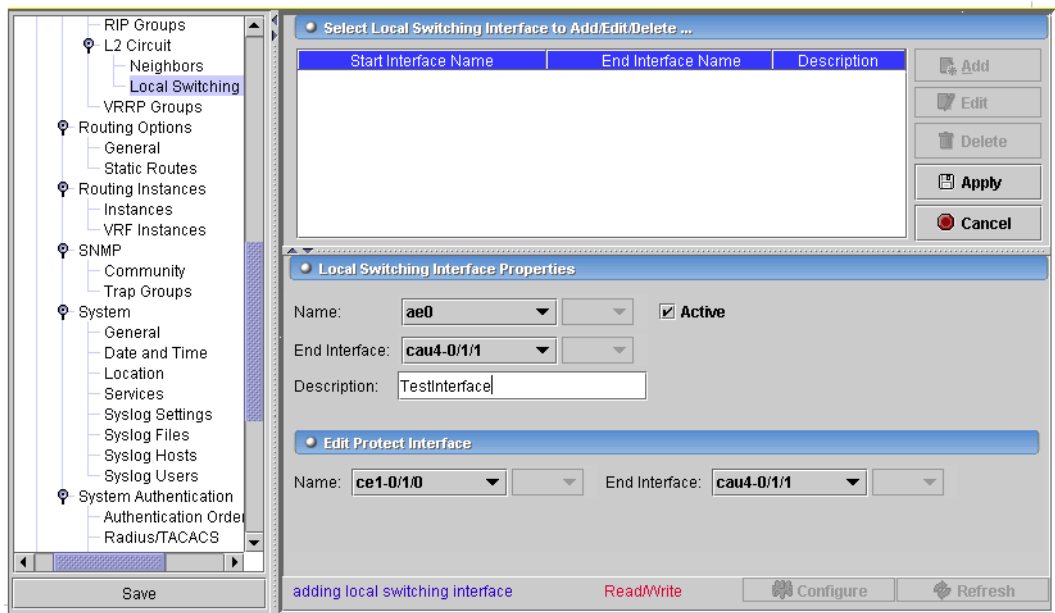 RIP Groups
L2 Circuit
Neighbors
Local Switching
VRRP Groups
Routing Options
General
Static Routes
Routing Instances
Instances
VRF Instances
SNMP
Community
Trap Groups
System
General
Date and Time
Location
Services
Syslog Settings
Syslog Files
Syslog Hosts
Syslog Users
System Authentication
Authentication Order
Radius/TACACS
Save
Select Local Switching Interface to Add/Edit/Delete ...
Start Interface Name End Interface Name Description
Add
Edit
Delete
Apply
Cancel
Local Switching Interface Properties
Name: ae0 Active
End Interface: cau4-0/1/1
Description: TestInterface
Edit Protect Interface
Name: ce1-0/1/0 End Interface: cau4-0/1/1
adding local switching interface Read/Write Configure Refresh